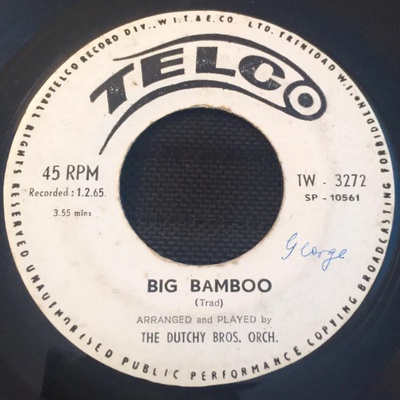 TELCO RECORD DIV., W.I.T. & E. CO LTD. TRINIDAD W.I.
ALL RIGHTS RESERVED UNAUTHORISED PUBLIC PERFORMANCE COPYING BROADCASTING FORBIDDEN
TELCO
45 RPM
Recorded: 1.2.65.
3.55 mins
TW - 3272
SP - 10561
George
BIG BAMBOO
(Trad)
ARRANGED and PLAYED by
THE DUTCHY BROS. ORCH.